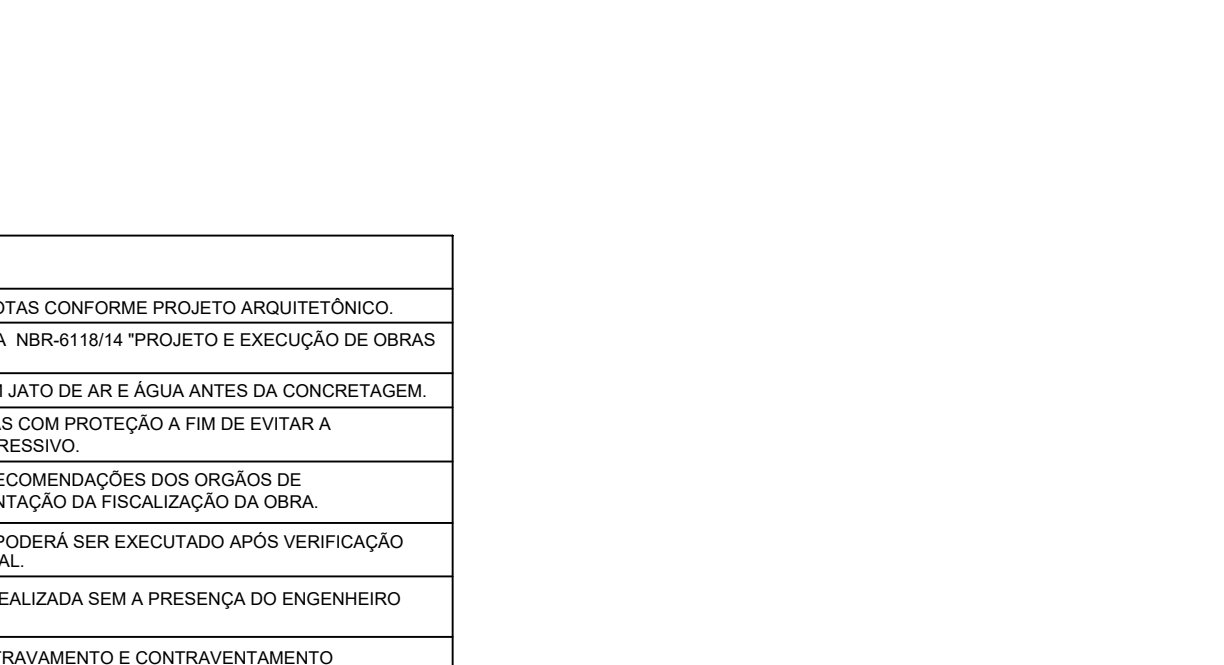 OTAS CONFORME PROJETO ARQUITETÔNICO.
A NBR-6118/14 "PROJETO E EXECUÇÃO DE OBRAS
M JATO DE AR E ÁGUA ANTES DA CONCRETAGEM.
AS COM PROTEÇÃO A FIM DE EVITAR A
RESSIVO.
ECOMENDAÇÕES DOS ORGÃOS DE
NTAÇÃO DA FISCALIZAÇÃO DA OBRA.
PODERÁ SER EXECUTADO APÓS VERIFICAÇÃO
AL.
EALIZADA SEM A PRESENÇA DO ENGENHEIRO
TRAVAMENTO E CONTRAVENTAMENTO